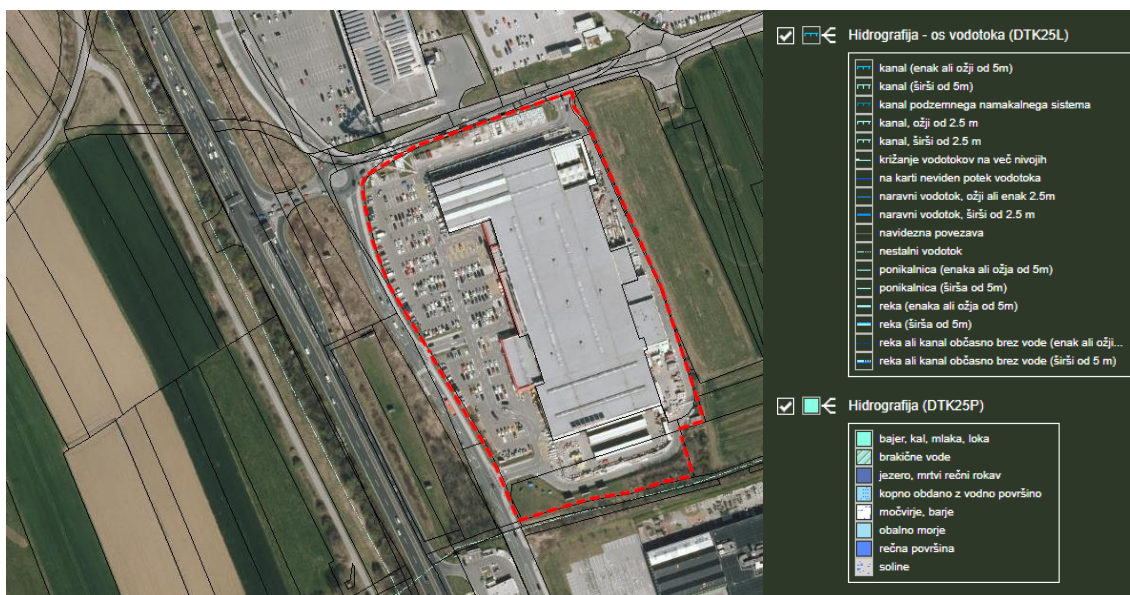 Hidrografija - os vodotoka (DTK25L)
kanal (enak ali ožji od 5m)
kanal (širši od 5m)
kanal podzemnega namakalnega sistema
kanal, ožji od 2.5 m
kanal, širši od 2.5 m
križanje vodotokov na več nivojih
na karti neviden potek vodotoka
naravni vodotok, ožji ali enak 2.5m
naravni vodotok, širši od 2.5 m
navidezna povezava
nestalni vodotok
ponikalnica (enaka ali ožja od 5m)
ponikalnica (širša od 5m)
reka (enaka ali ožja od 5m)
reka (širša od 5m)
reka ali kanal občasno brez vode (enak ali ožji...
reka ali kanal občasno brez vode (širši od 5 m)
Hidrografija (DTK25P)
bajer, kal, mlaka, loka
brakične vode
jezero, mrtvi rečni rokav
kopno obdano z vodno površino
močvirje, barje
obalno morje
rečna površina
soline